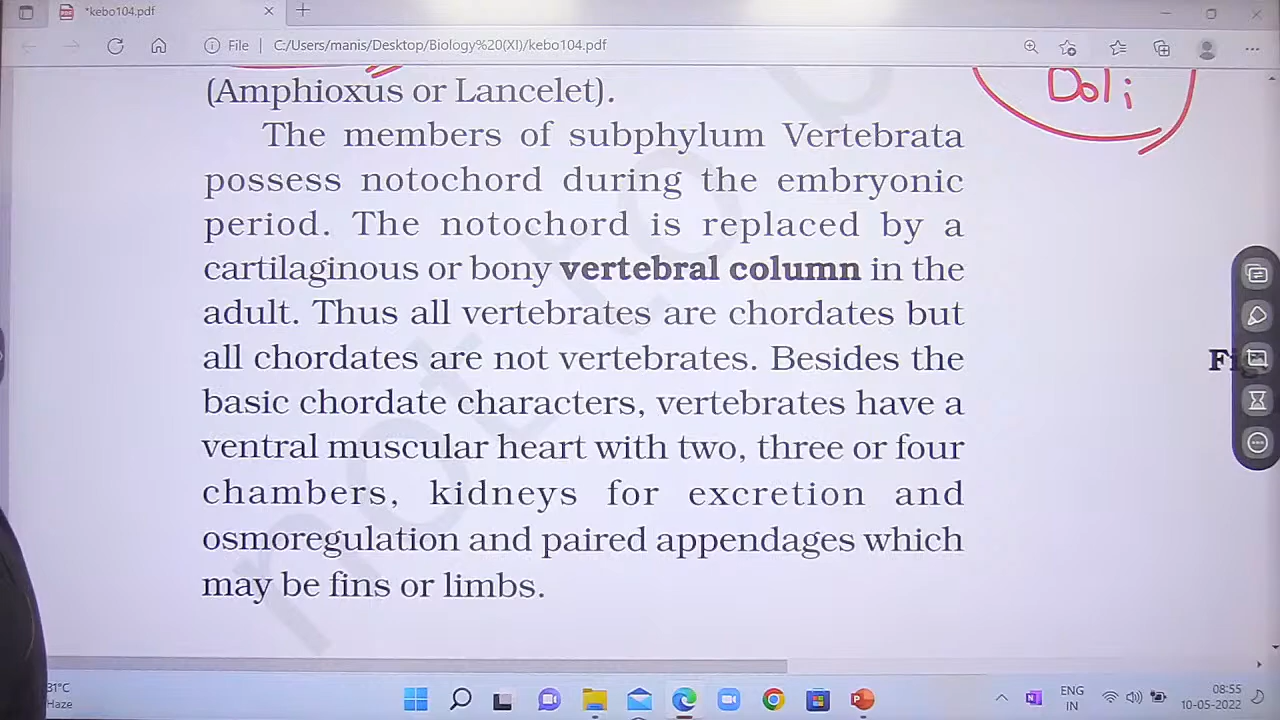 *kebo104.pdf
File | C:/Users/manis/Desktop/Biology%20(XI)/kebo104.pdf
(Amphioxus or Lancelet).
Doli
The members of subphylum Vertebrata
possess notochord during the embryonic
period. The notochord is replaced by a
cartilaginous or bony vertebral column in the
adult. Thus all vertebrates are chordates but
all chordates are not vertebrates. Besides the
basic chordate characters, vertebrates have a
ventral muscular heart with two, three or four
chambers, kidneys for excretion and
osmoregulation and paired appendages which
may be fins or limbs.
not to b
31°C
Haze
ENG
IN
08:55
10-05-2022